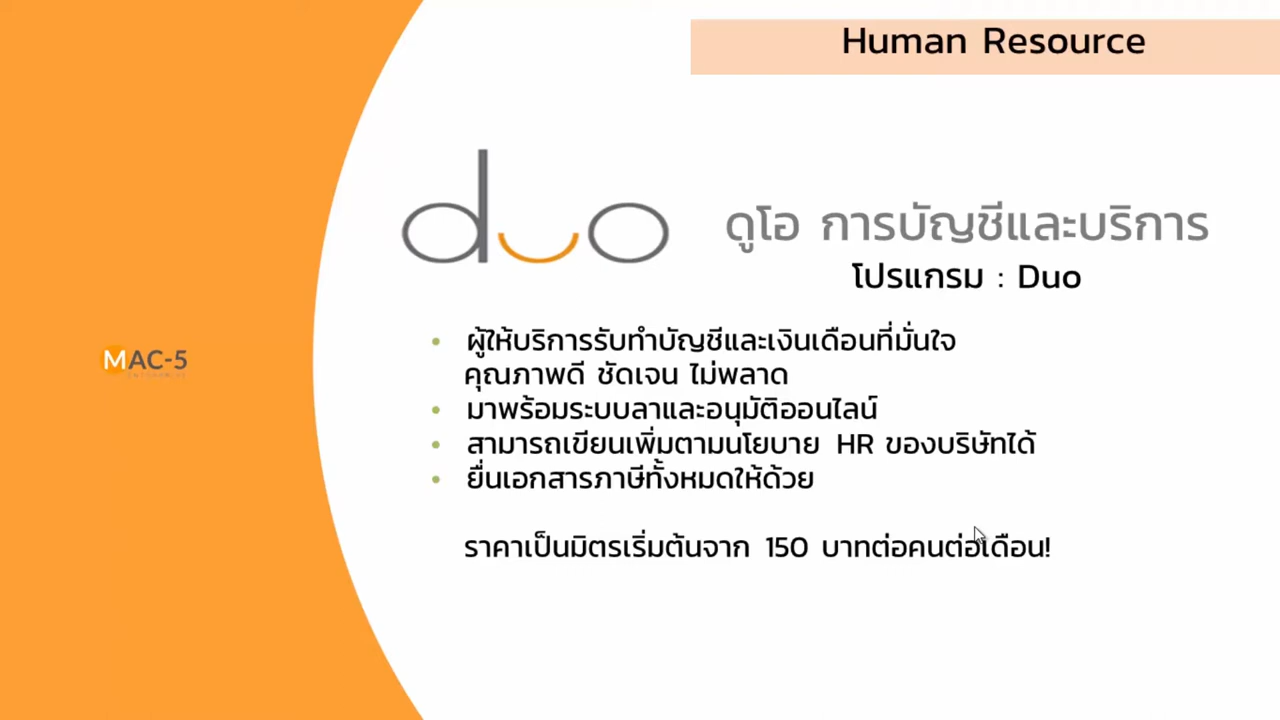 Human Resource
duo
ดูโอ การบัญชีและบริการ
โปรแกรม : Duo
• ผู้ให้บริการรับทำบัญชีและเงินเดือนที่มั่นใจ
คุณภาพดี ชัดเจน ไม่พลาด
• มาพร้อมระบบลาและอนุมัติออนไลน์
• สามารถเขียนเพิ่มตามนโยบาย HR ของบริษัทได้
• ยื่นเอกสารภาษีทั้งหมดให้ด้วย
ราคาเป็นมิตรเริ่มต้นจาก 150 บาทต่อคนต่อเดือน!
MAC-5